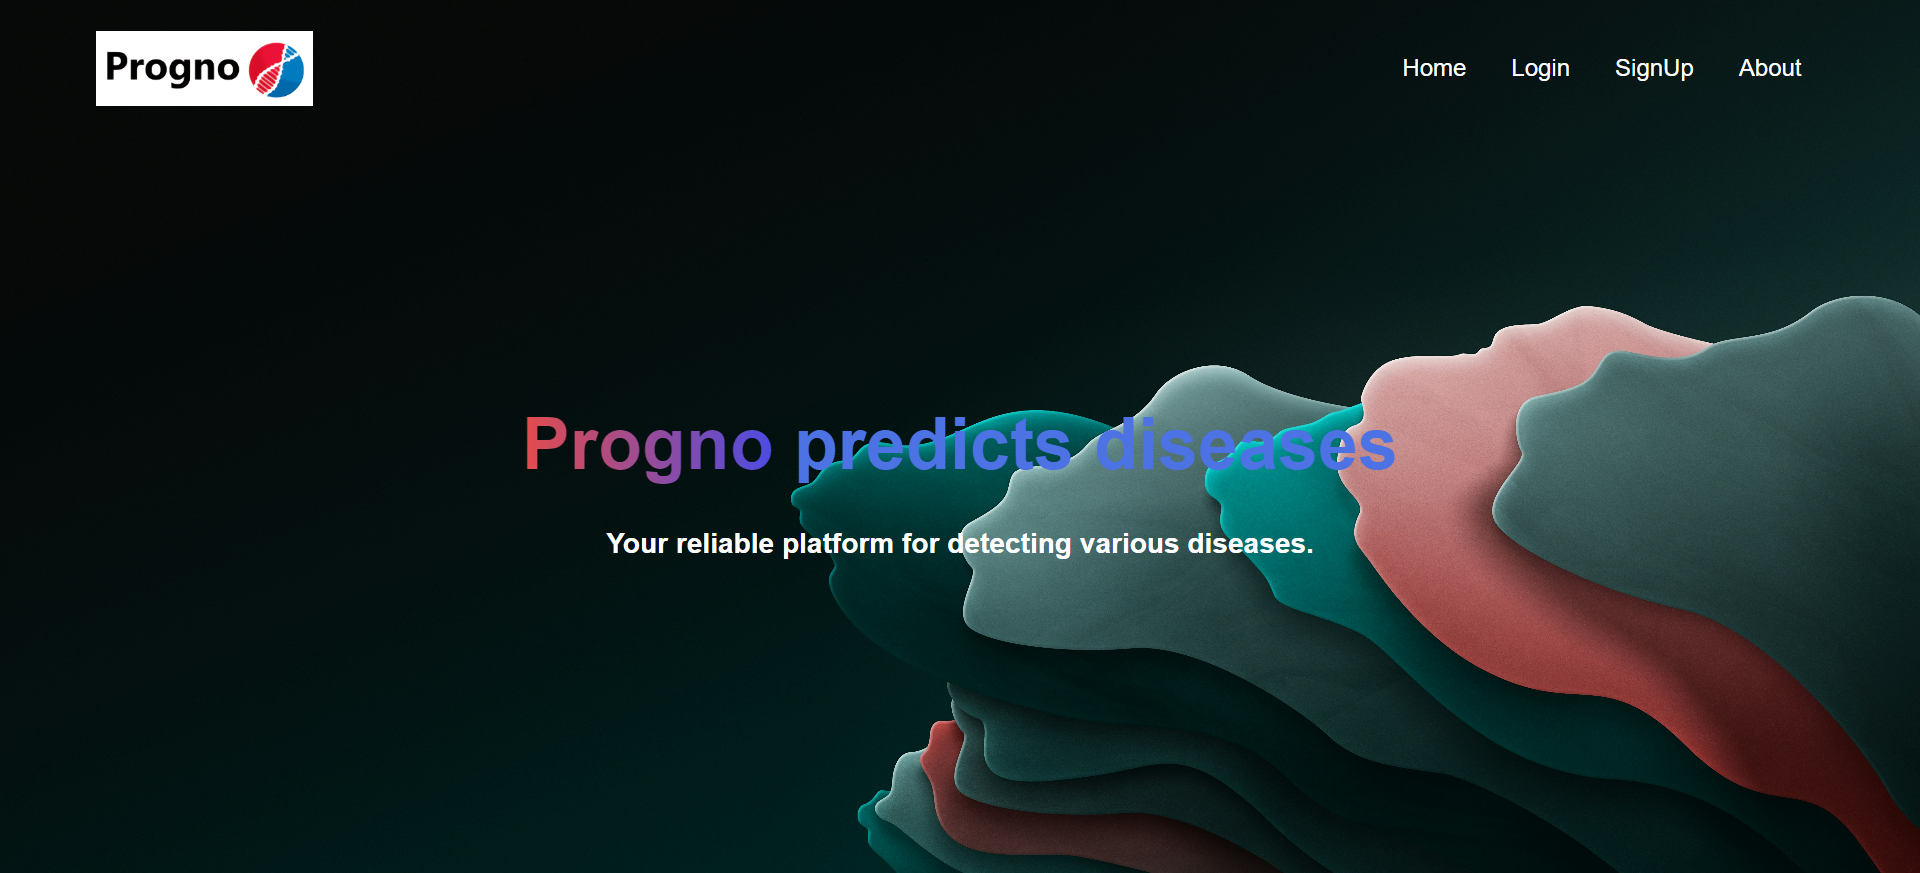 Progno
Home Login SignUp About
Progno predicts diseases
Your reliable platform for detecting various diseases.